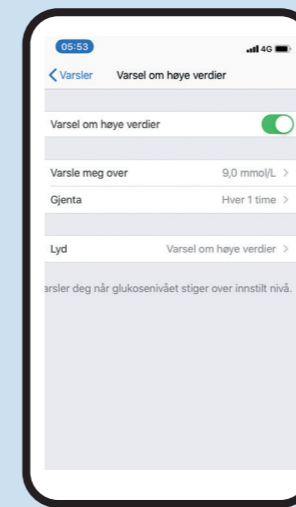 05:53 4G
Varsler Varsel om høye verdier
Varsel om høye verdier
Varsle meg over 9,0 mmol/L
Gjenta Hver 1 time
Lyd Varsel om høye verdier
arsler deg når glukosenivået stiger over innstilt nivå.